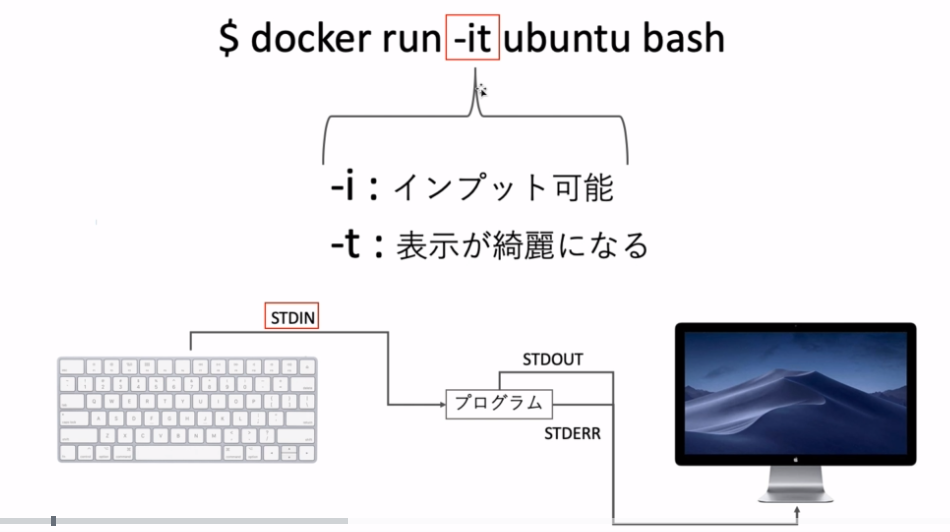 $ docker run -it ubuntu bash
-i：インプット可能
-t：表示が綺麗になる
STDIN
STDOUT
プログラム
STDERR